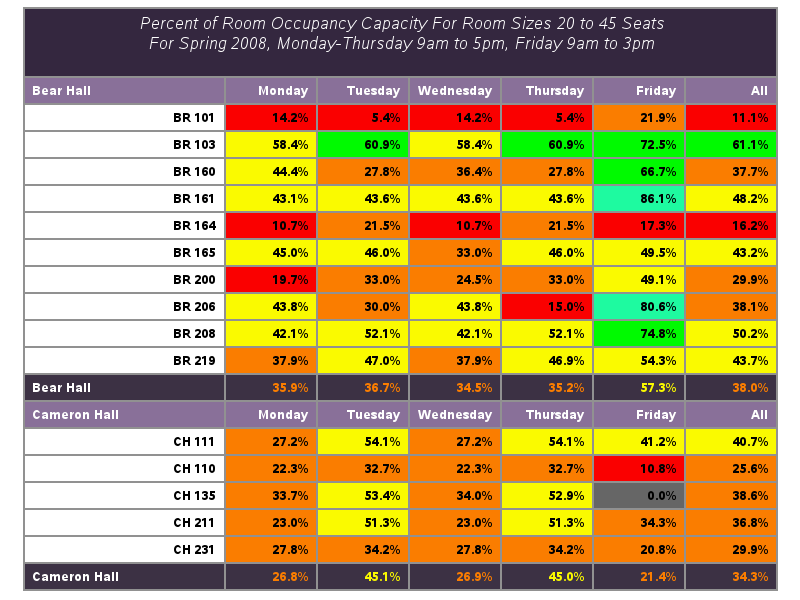 Percent of Room Occupancy Capacity For Room Sizes 20 to 45 Seats
For Spring 2008, Monday-Thursday 9am to 5pm, Friday 9am to 3pm
Bear Hall Monday Tuesday Wednesday Thursday Friday All
BR 101 14.2% 5.4% 14.2% 5.4% 21.9% 11.1%
BR 103 58.4% 60.9% 58.4% 60.9% 72.5% 61.1%
BR 160 44.4% 27.8% 36.4% 27.8% 66.7% 37.7%
BR 161 43.1% 43.6% 43.6% 43.6% 86.1% 48.2%
BR 164 10.7% 21.5% 10.7% 21.5% 17.3% 16.2%
BR 165 45.0% 46.0% 33.0% 46.0% 49.5% 43.2%
BR 200 19.7% 33.0% 24.5% 33.0% 49.1% 29.9%
BR 206 43.8% 30.0% 43.8% 15.0% 80.6% 38.1%
BR 208 42.1% 52.1% 42.1% 52.1% 74.8% 50.2%
BR 219 37.9% 47.0% 37.9% 46.9% 54.3% 43.7%
Bear Hall 35.9% 36.7% 34.5% 35.2% 57.3% 38.0%
Cameron Hall Monday Tuesday Wednesday Thursday Friday All
CH 111 27.2% 54.1% 27.2% 54.1% 41.2% 40.7%
CH 110 22.3% 32.7% 22.3% 32.7% 10.8% 25.6%
CH 135 33.7% 53.4% 34.0% 52.9% 0.0% 38.6%
CH 211 23.0% 51.3% 23.0% 51.3% 34.3% 36.8%
CH 231 27.8% 34.2% 27.8% 34.2% 20.8% 29.9%
Cameron Hall 26.8% 45.1% 26.9% 45.0% 21.4% 34.3%